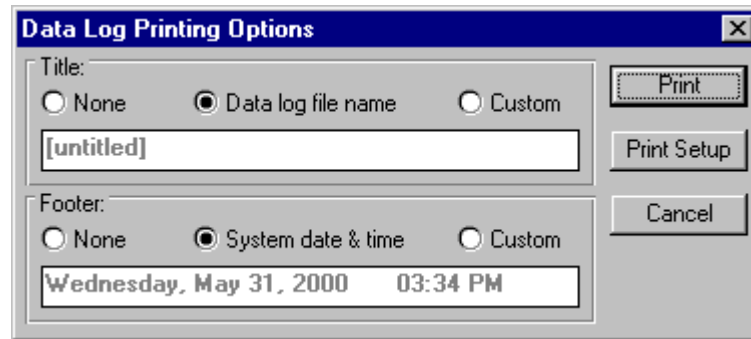 Data Log Printing Options
Title:
None Data log file name Custom
[untitled]
Footer:
None System date & time Custom
Wednesday, May 31, 2000 03:34 PM
Print
Print Setup
Cancel